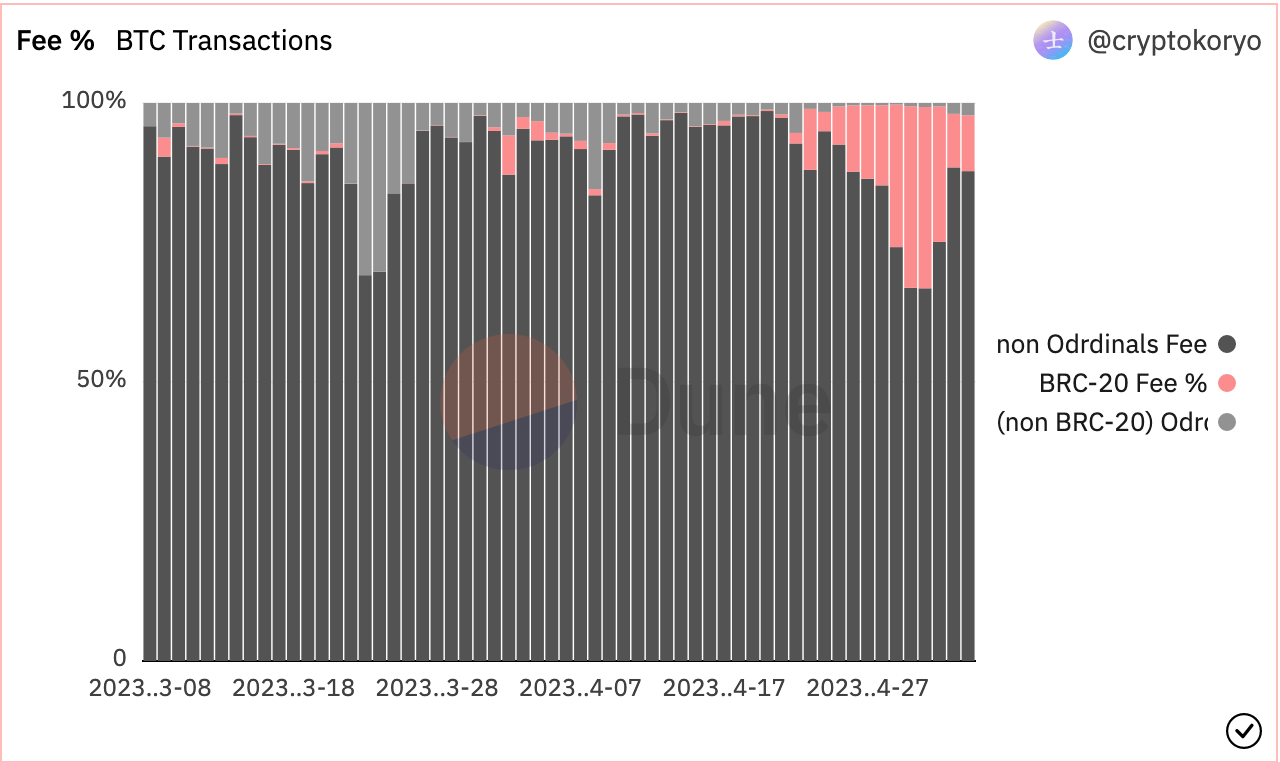 Fee % BTC Transactions
@cryptokoryo
100%
50%
0
2023..3-08 2023..3-18 2023..3-28 2023..4-07 2023..4-17 2023..4-27
non Odrdinals Fee
BRC-20 Fee %
(non BRC-20) Odr
Dune
士